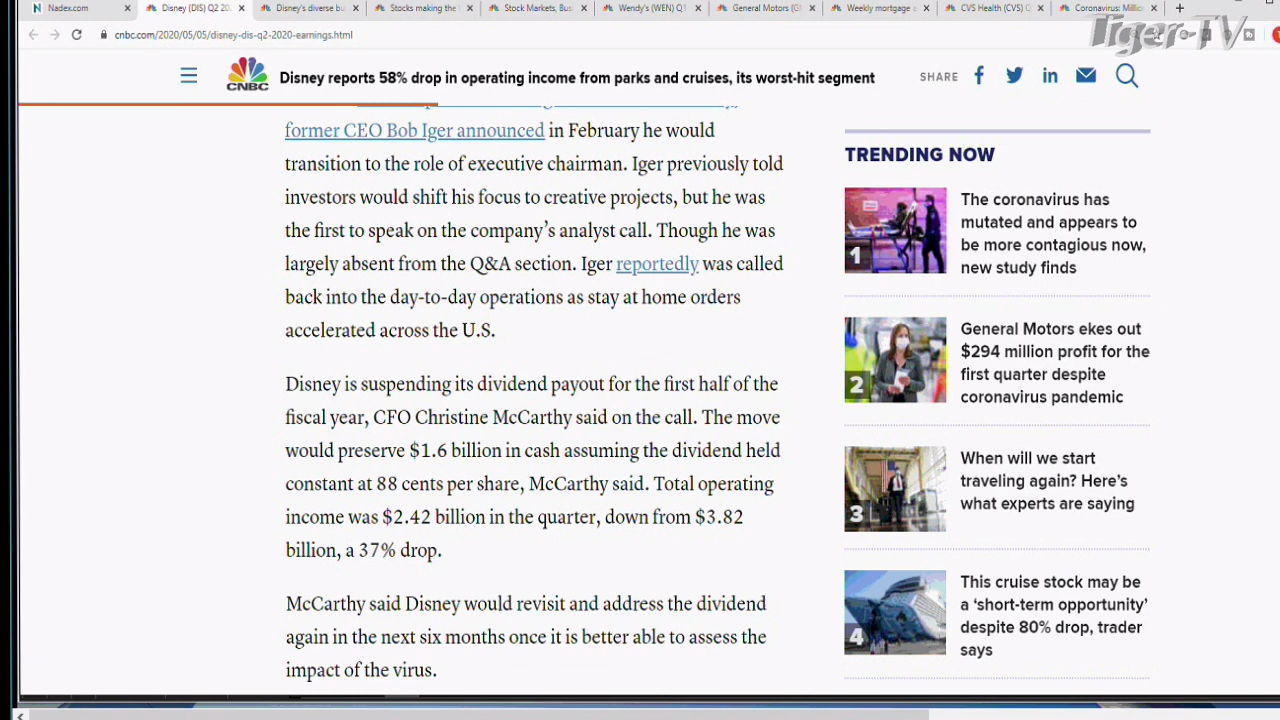 Nadex.com
Disney (DIS) Q2 20
Disney's diverse bu
Stocks making the
Stock Markets, Bus
Wendy's (WEN) Q1
General Motors (G
Weekly mortgage a
CVS Health (CVS) Q
Coronavirus: Millio
Tiger-TV
cnbc.com/2020/05/05/disney-dis-q2-2020-earnings.html
CNBC
Disney reports 58% drop in operating income from parks and cruises, its worst-hit segment
SHARE
former CEO Bob Iger announced in February he would
transition to the role of executive chairman. Iger previously told
investors would shift his focus to creative projects, but he was
the first to speak on the company's analyst call. Though he was
largely absent from the Q&A section. Iger reportedly was called
back into the day-to-day operations as stay at home orders
accelerated across the U.S.
Disney is suspending its dividend payout for the first half of the
fiscal year, CFO Christine McCarthy said on the call. The move
would preserve $1.6 billion in cash assuming the dividend held
constant at 88 cents per share, McCarthy said. Total operating
income was $2.42 billion in the quarter, down from $3.82
billion, a 37% drop.
McCarthy said Disney would revisit and address the dividend
again in the next six months once it is better able to assess the
impact of the virus.
TRENDING NOW
1
The coronavirus has
mutated and appears to
be more contagious now,
new study finds
2
General Motors ekes out
$294 million profit for the
first quarter despite
coronavirus pandemic
3
When will we start
traveling again? Here's
what experts are saying
4
This cruise stock may be
a ‘short-term opportunity’
despite 80% drop, trader
says